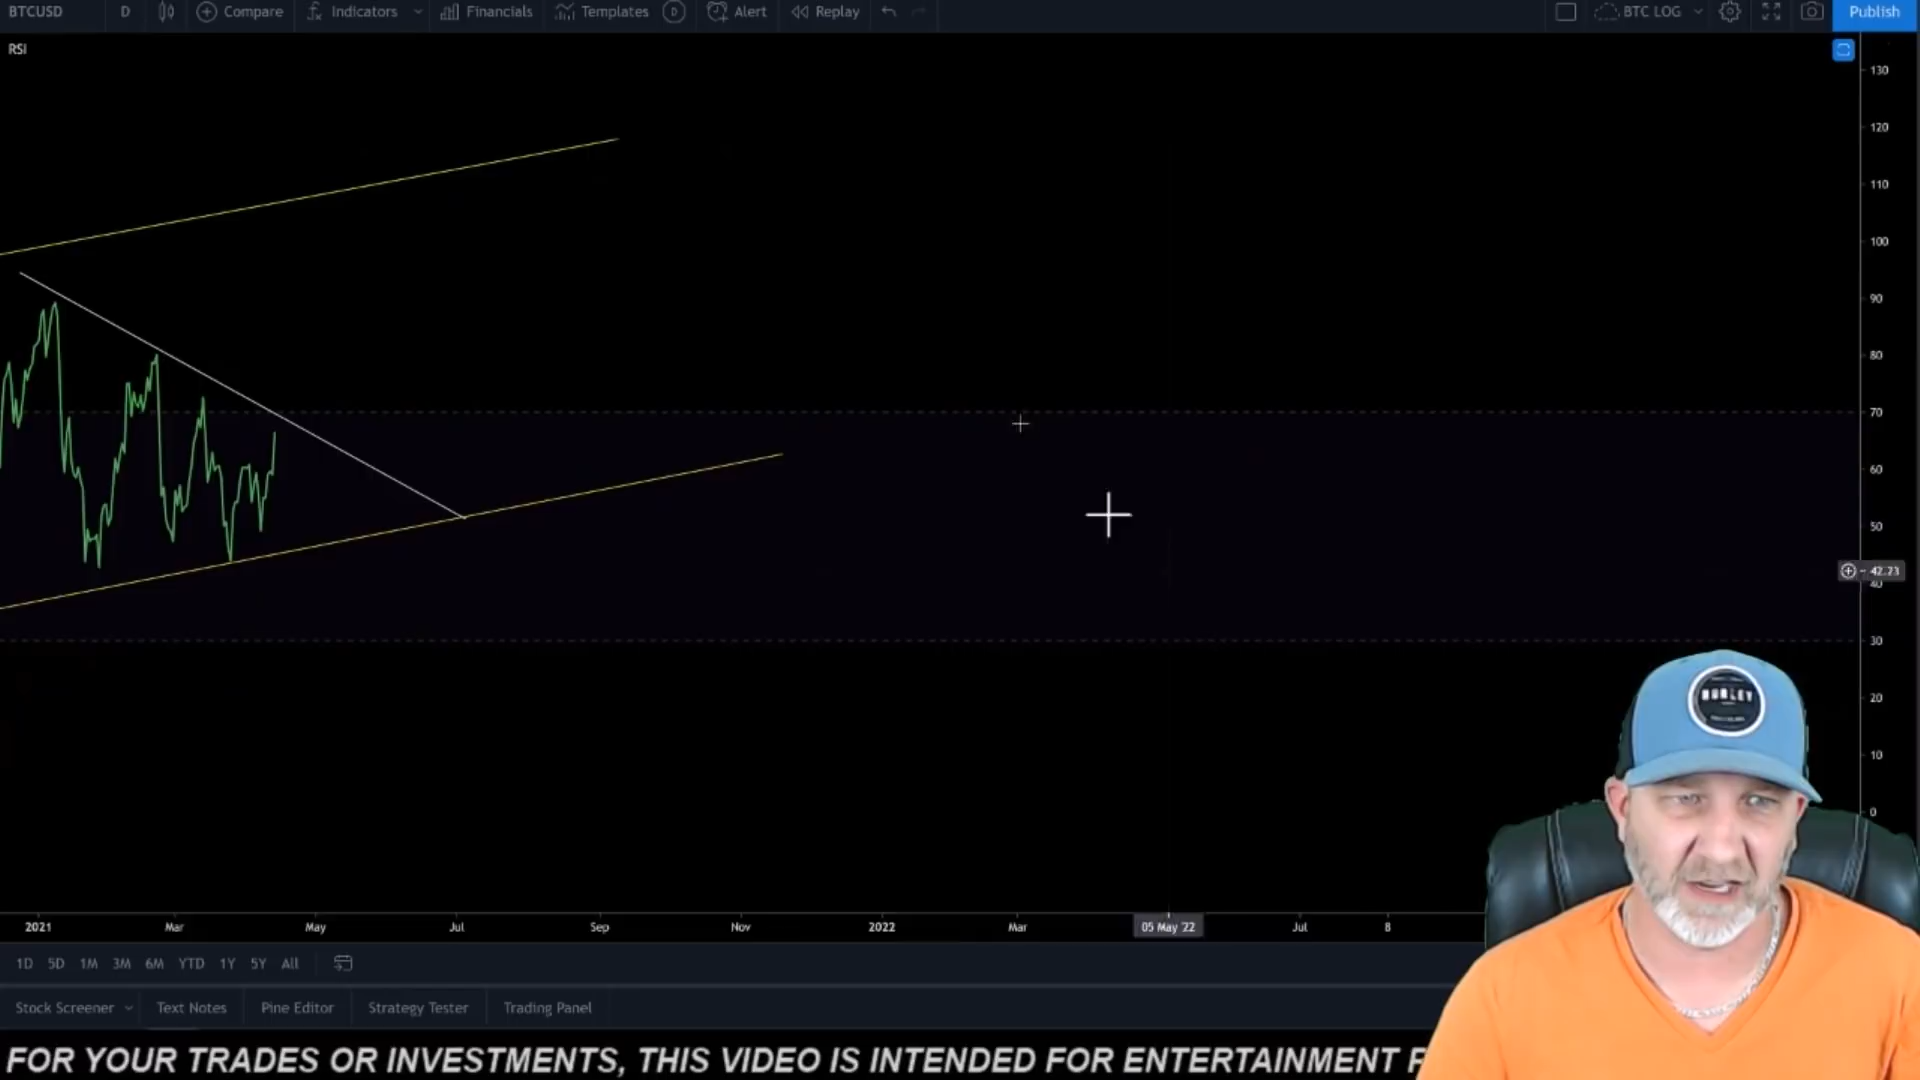 BTCUSD D Compare Indicators Financials Templates D Alert Replay BTC LOG Publish
RSI
130
120
110
100
90
80
70
60
50
42.73
40
30
20
10
0
2021 Mar May Jul Sep Nov 2022 Mar 05 May '22 Jul 8
1D 5D 1M 3M 6M YTD 1Y 5Y All
Stock Screener Text Notes Pine Editor Strategy Tester Trading Panel
HURLEY
FOR YOUR TRADES OR INVESTMENTS, THIS VIDEO IS INTENDED FOR ENTERTAINMENT